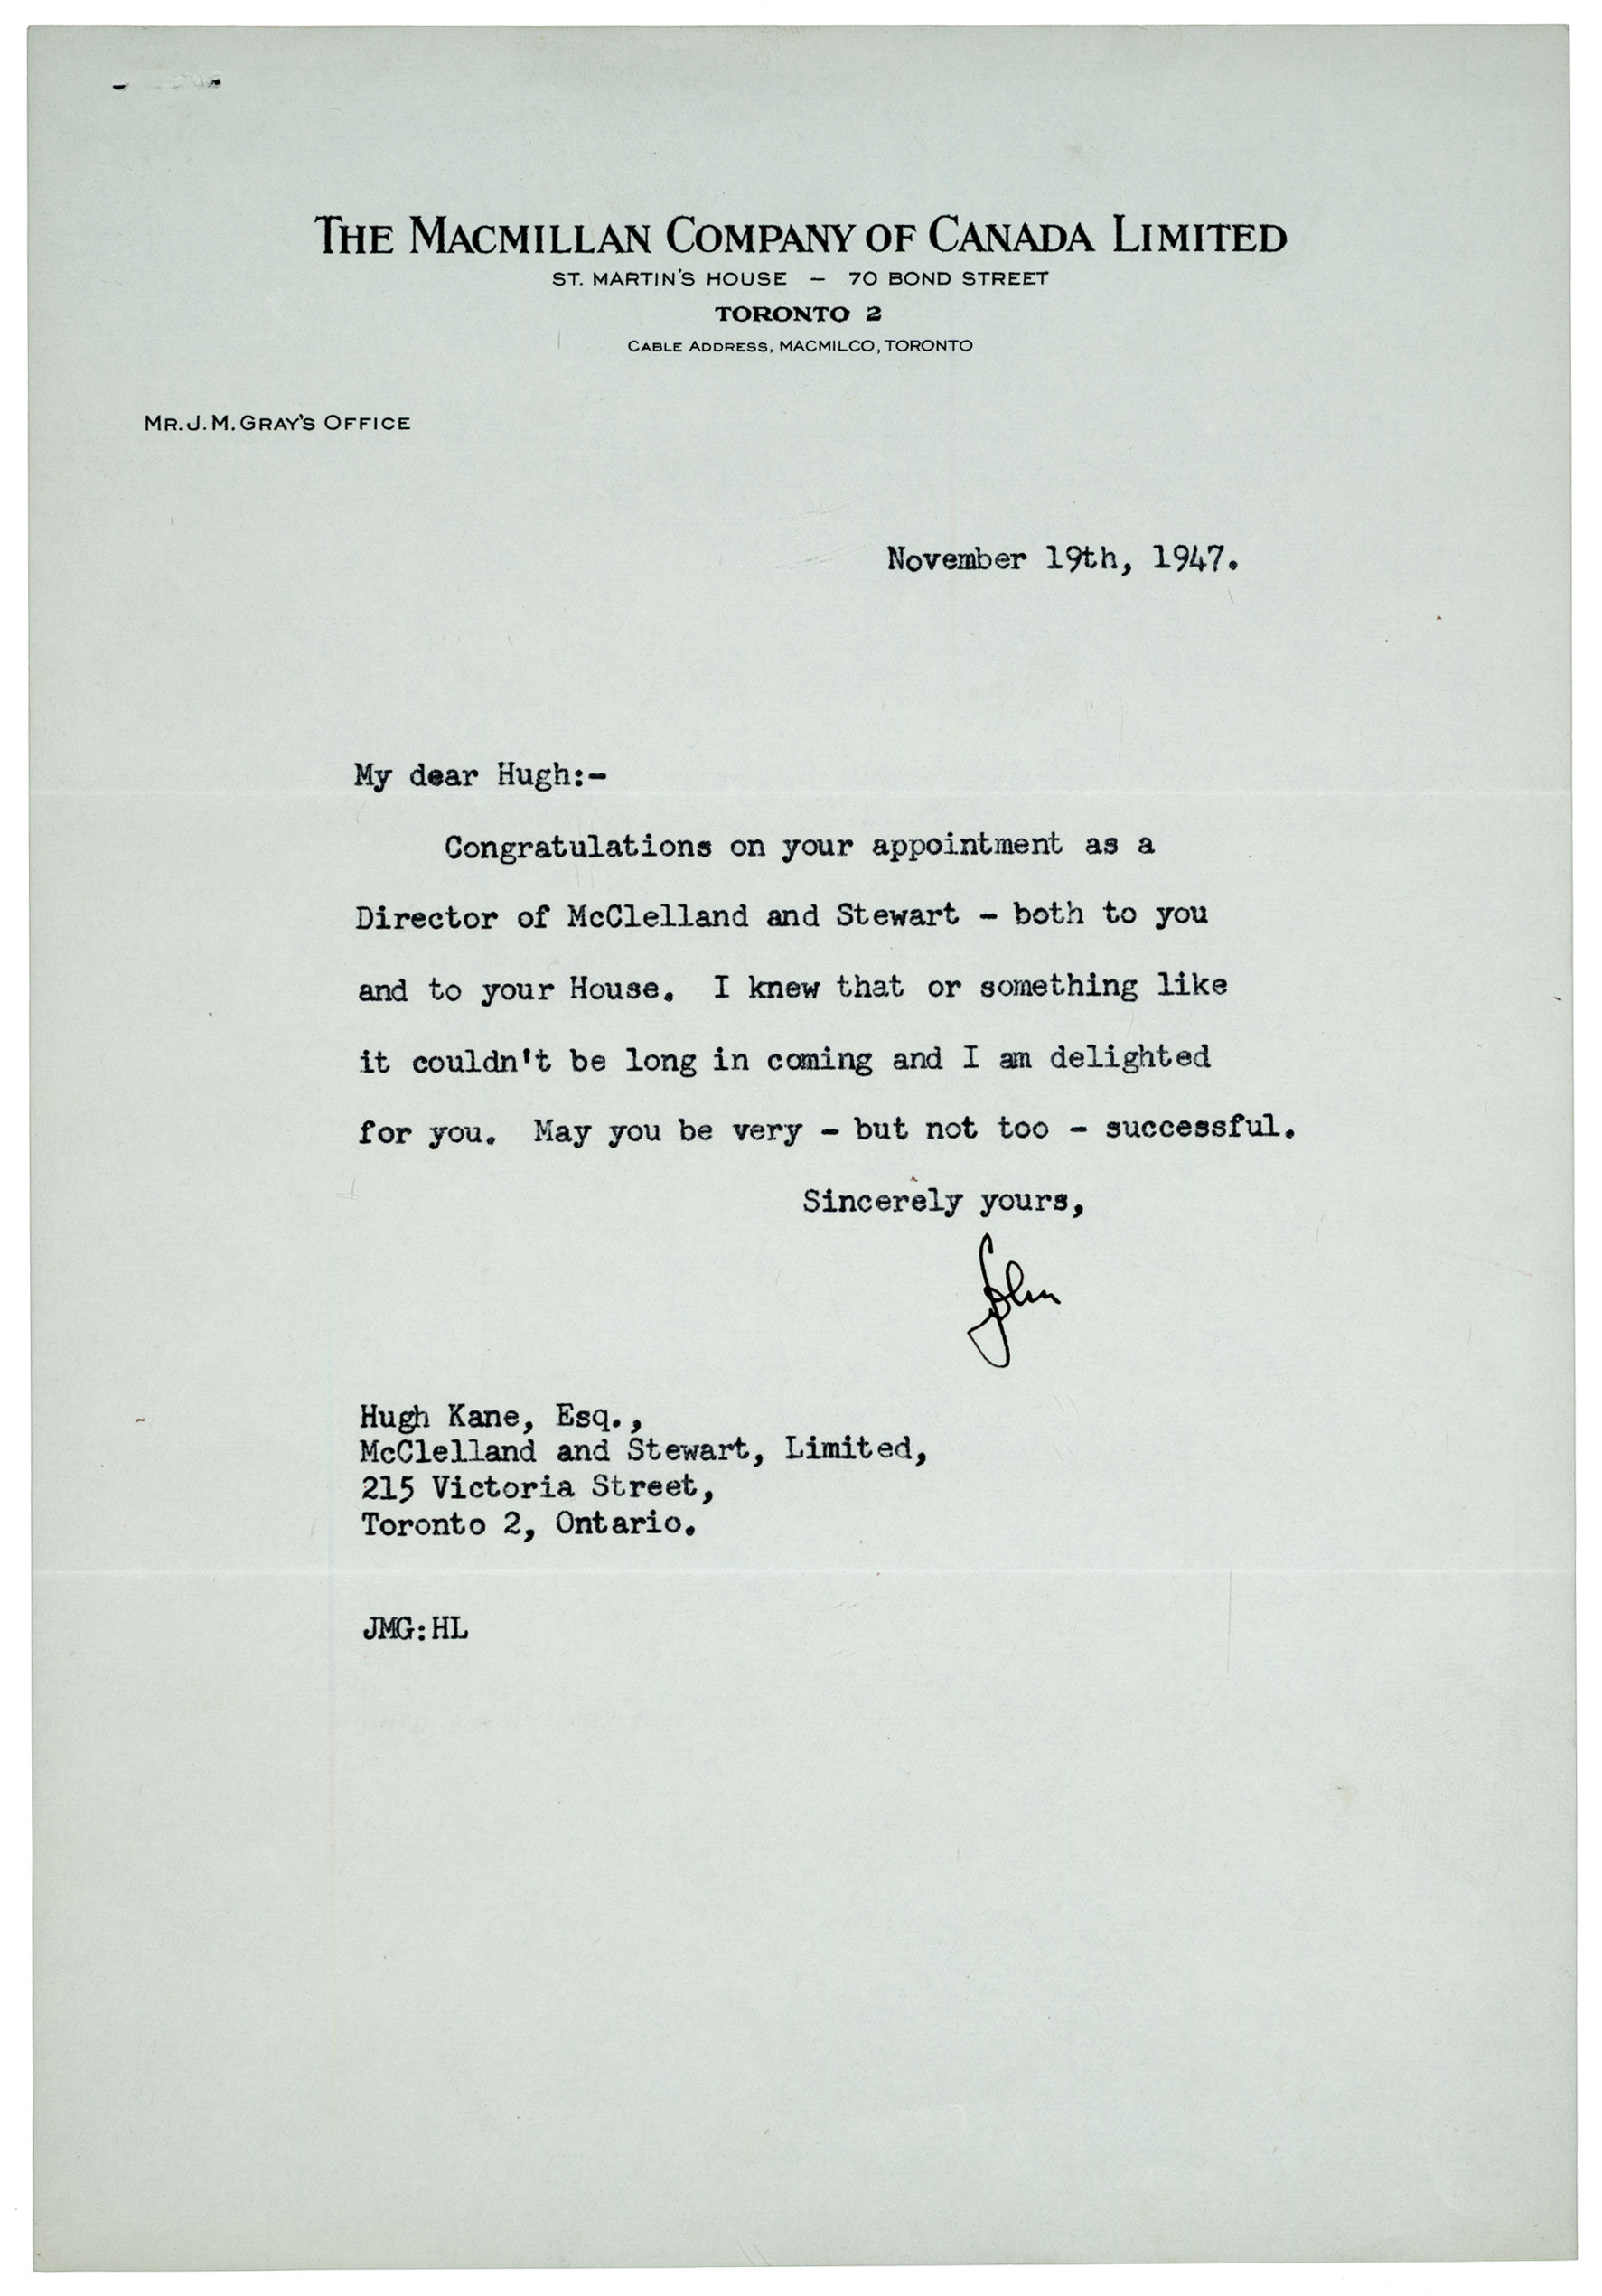 THE MACMILLAN COMPANY OF CANADA LIMITED
ST. MARTIN'S HOUSE — 70 BOND STREET
TORONTO 2
CABLE ADDRESS, MACMILCO, TORONTO
MR. J. M. GRAY'S OFFICE
November 19th, 1947.
My dear Hugh:-
Congratulations on your appointment as a
Director of McClelland and Stewart - both to you
and to your House. I knew that or something like
it couldn't be long in coming and I am delighted
for you. May you be very - but not too - successful.
Sincerely yours,
John
Hugh Kane, Esq.,
McClelland and Stewart, Limited,
215 Victoria Street,
Toronto 2, Ontario.
JMG:HL